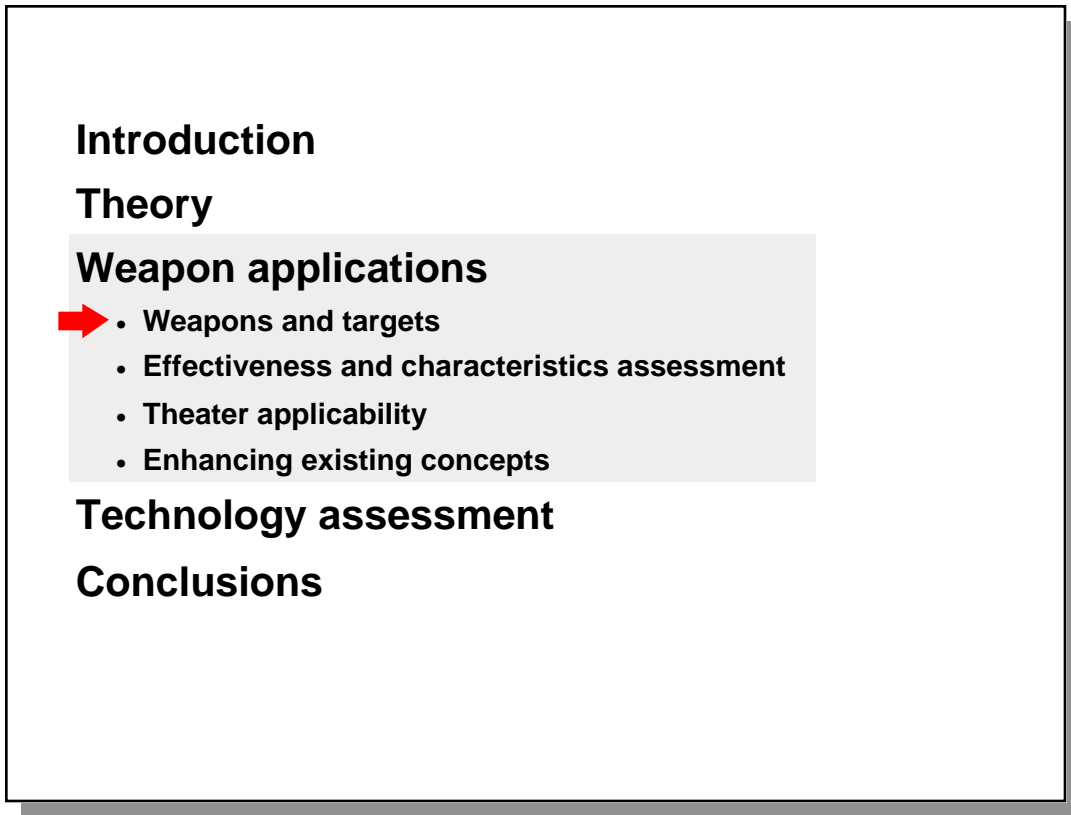 Introduction
Theory
Weapon applications
• Weapons and targets
• Effectiveness and characteristics assessment
• Theater applicability
• Enhancing existing concepts
Technology assessment
Conclusions